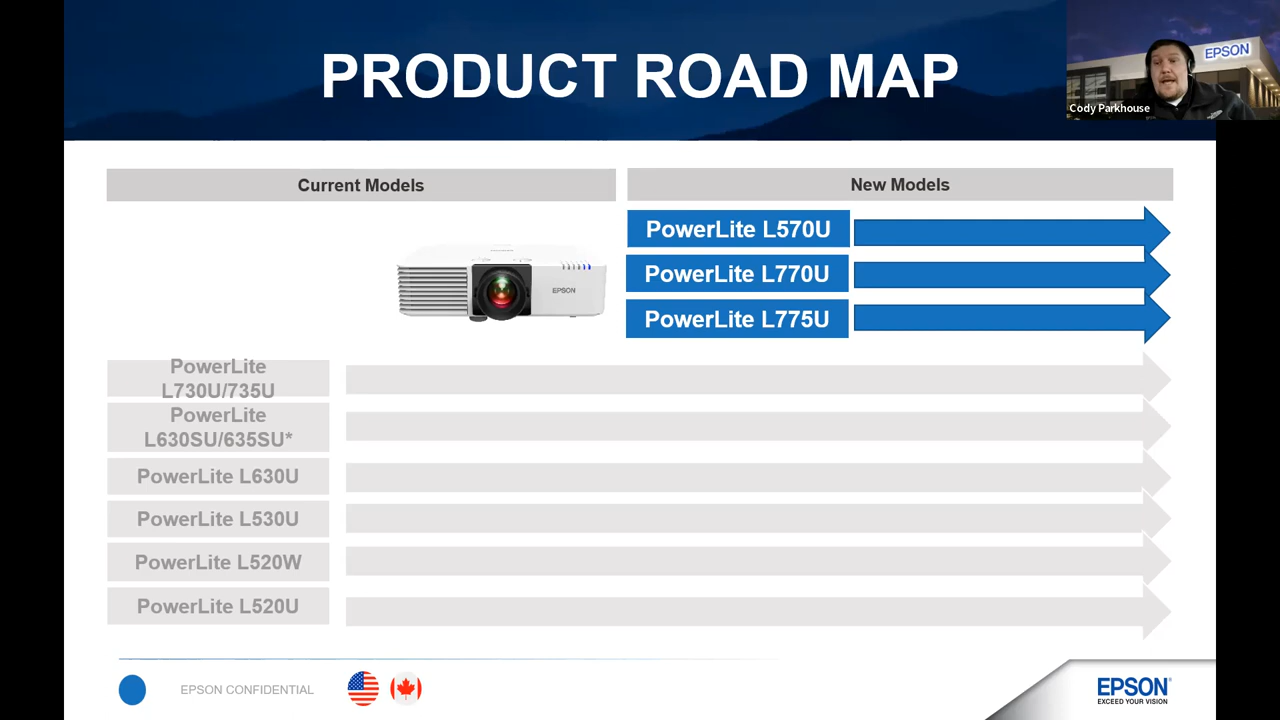 PRODUCT ROAD MAP
EPSON
Cody Parkhouse
Current Models
New Models
EPSON
PowerLite L570U
PowerLite L770U
PowerLite L775U
PowerLite
L730U/735U
PowerLite
L630SU/635SU*
PowerLite L630U
PowerLite L530U
PowerLite L520W
PowerLite L520U
EPSON CONFIDENTIAL
EPSON®
EXCEED YOUR VISION